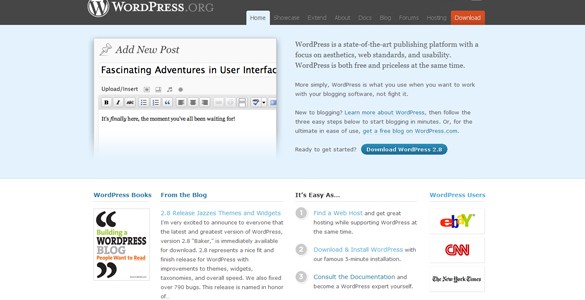 WORDPRESS.ORG
Home Showcase Extend About Docs Blog Forums Hosting Download
Add New Post
Fascinating Adventures in User Interfac
Upload/Insert
It's finally here, the moment you've all been waiting for!
WordPress is a state-of-the-art publishing platform with a
focus on aesthetics, web standards, and usability.
WordPress is both free and priceless at the same time.
More simply, WordPress is what you use when you want to work
with your blogging software, not fight it.
New to blogging? Learn more about WordPress, then follow the
three easy steps below to start blogging in minutes. Or, for the
ultimate in ease of use, get a free blog on WordPress.com.
Ready to get started? Download WordPress 2.8
WordPress Books
Building a
WORDPRESS
BLOG
People Want to Read
From the Blog
2.8 Release Jazzes Themes and Widgets
I'm very excited to announce to everyone that
the latest and greatest version of WordPress,
version 2.8 "Baker," is immediately available
for download. 2.8 represents a nice fit and
finish release for WordPress with
improvements to themes, widgets,
taxonomies, and overall speed. We also fixed
over 790 bugs. This release is named in honor
of…
It's Easy As…
1 Find a Web Host and get great
hosting while supporting WordPress at
the same time.
2 Download & Install WordPress with
our famous 5-minute installation.
3 Consult the Documentation and
become a WordPress expert yourself.
WordPress Users
ebY
CNN
The New York Times